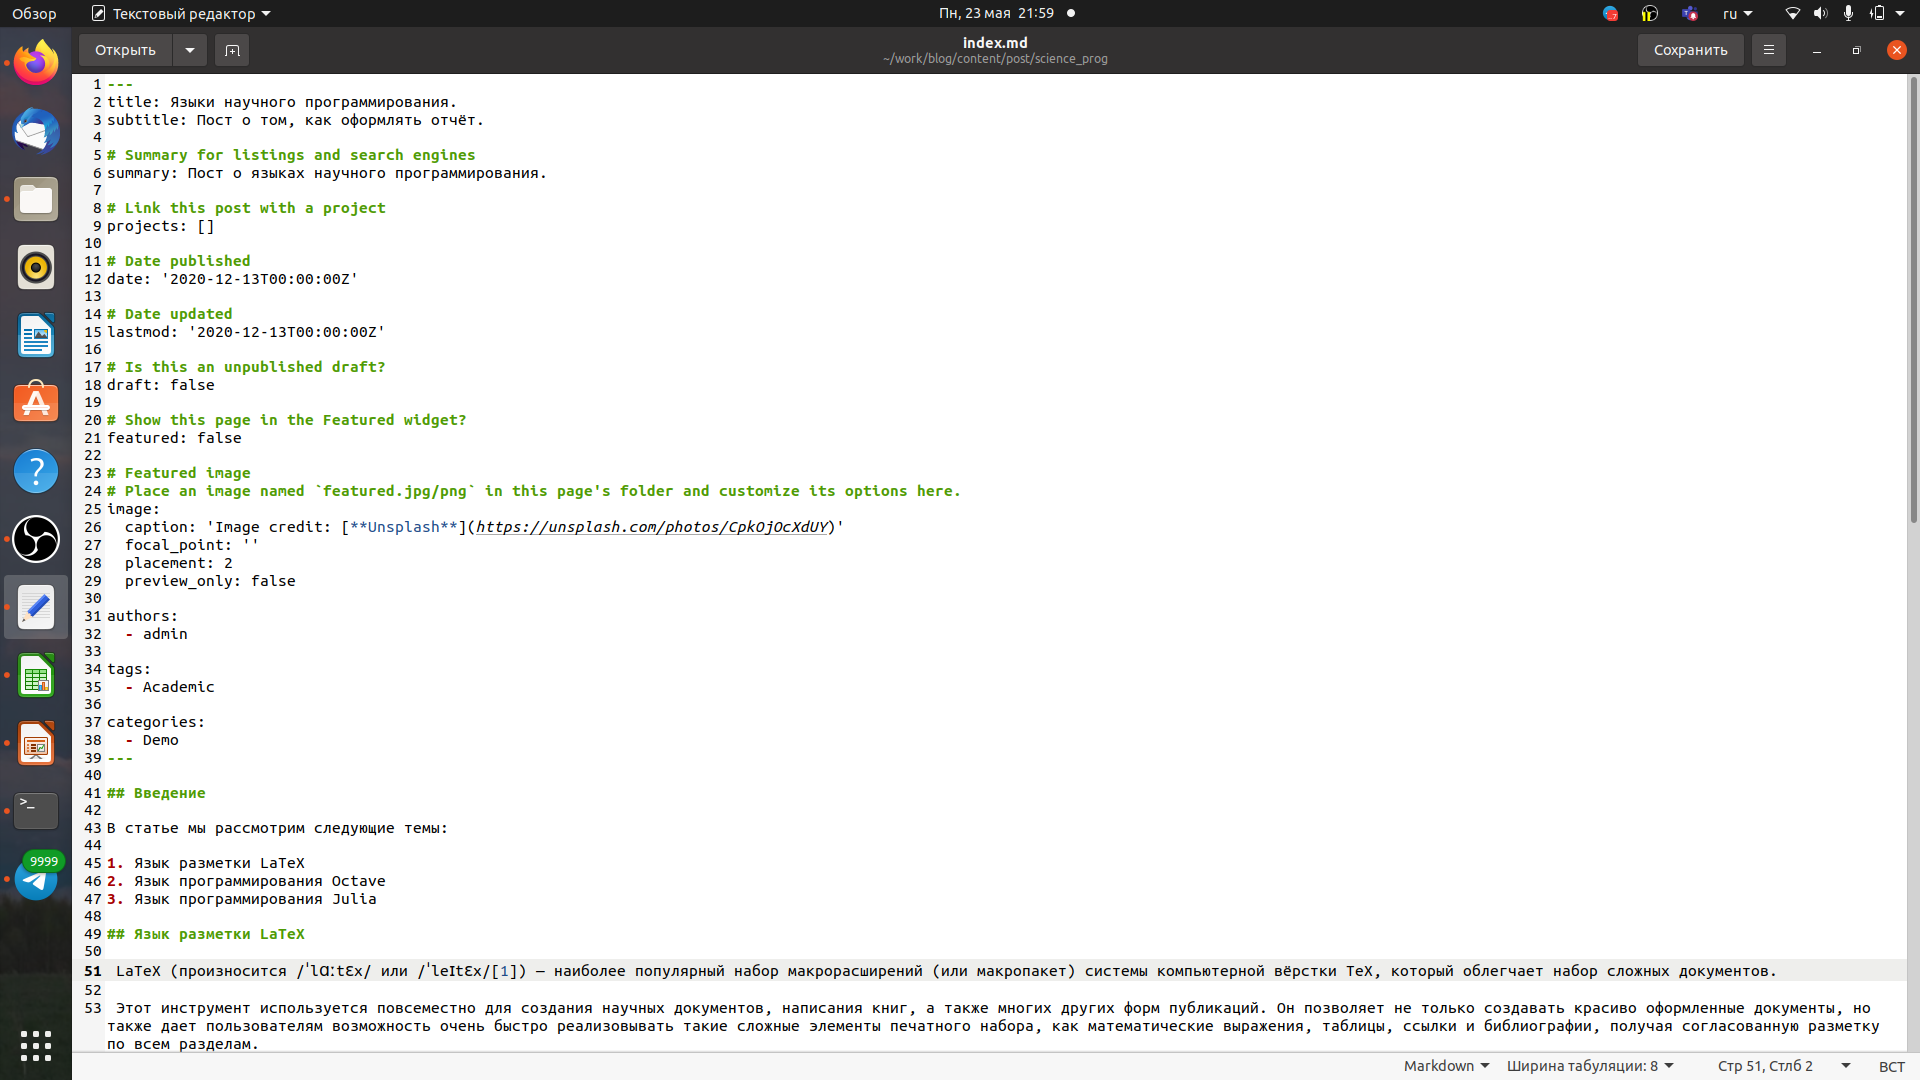 Обзор
Текстовый редактор
Пн, 23 мая 21:59
ru
Открыть
index.md
~/work/blog/content/post/science_prog
Сохранить
1 ---
2 title: Языки научного программирования.
3 subtitle: Пост о том, как оформлять отчёт.
4
5 # Summary for listings and search engines
6 summary: Пост о языках научного программирования.
7
8 # Link this post with a project
9 projects: []
10
11 # Date published
12 date: '2020-12-13T00:00:00Z'
13
14 # Date updated
15 lastmod: '2020-12-13T00:00:00Z'
16
17 # Is this an unpublished draft?
18 draft: false
19
20 # Show this page in the Featured widget?
21 featured: false
22
23 # Featured image
24 # Place an image named `featured.jpg/png` in this page's folder and customize its options here.
25 image:
26   caption: 'Image credit: [**Unsplash**](https://unsplash.com/photos/CpkOjOcXdUY)'
27   focal_point: ''
28   placement: 2
29   preview_only: false
30
31 authors:
32   - admin
33
34 tags:
35   - Academic
36
37 categories:
38   - Demo
39 ---
40
41 ## Введение
42
43 В статье мы рассмотрим следующие темы:
44
45 1. Язык разметки LaTeX
46 2. Язык программирования Octave
47 3. Язык программирования Julia
48
49 ## Язык разметки LaTeX
50
51  LaTeX (произносится /ˈlɑːtɛx/ или /ˈleɪtɛx/[1]) — наиболее популярный набор макрорасширений (или макропакет) системы компьютерной вёрстки TeX, который облегчает набор сложных документов.
52
53  Этот инструмент используется повсеместно для создания научных документов, написания книг, а также многих других форм публикаций. Он позволяет не только создавать красиво оформленные документы, но
также дает пользователям возможность очень быстро реализовывать такие сложные элементы печатного набора, как математические выражения, таблицы, ссылки и библиографии, получая согласованную разметку
по всем разделам.
9999
Markdown
Ширина табуляции: 8
Стр 51, Стлб 2
ВСТ